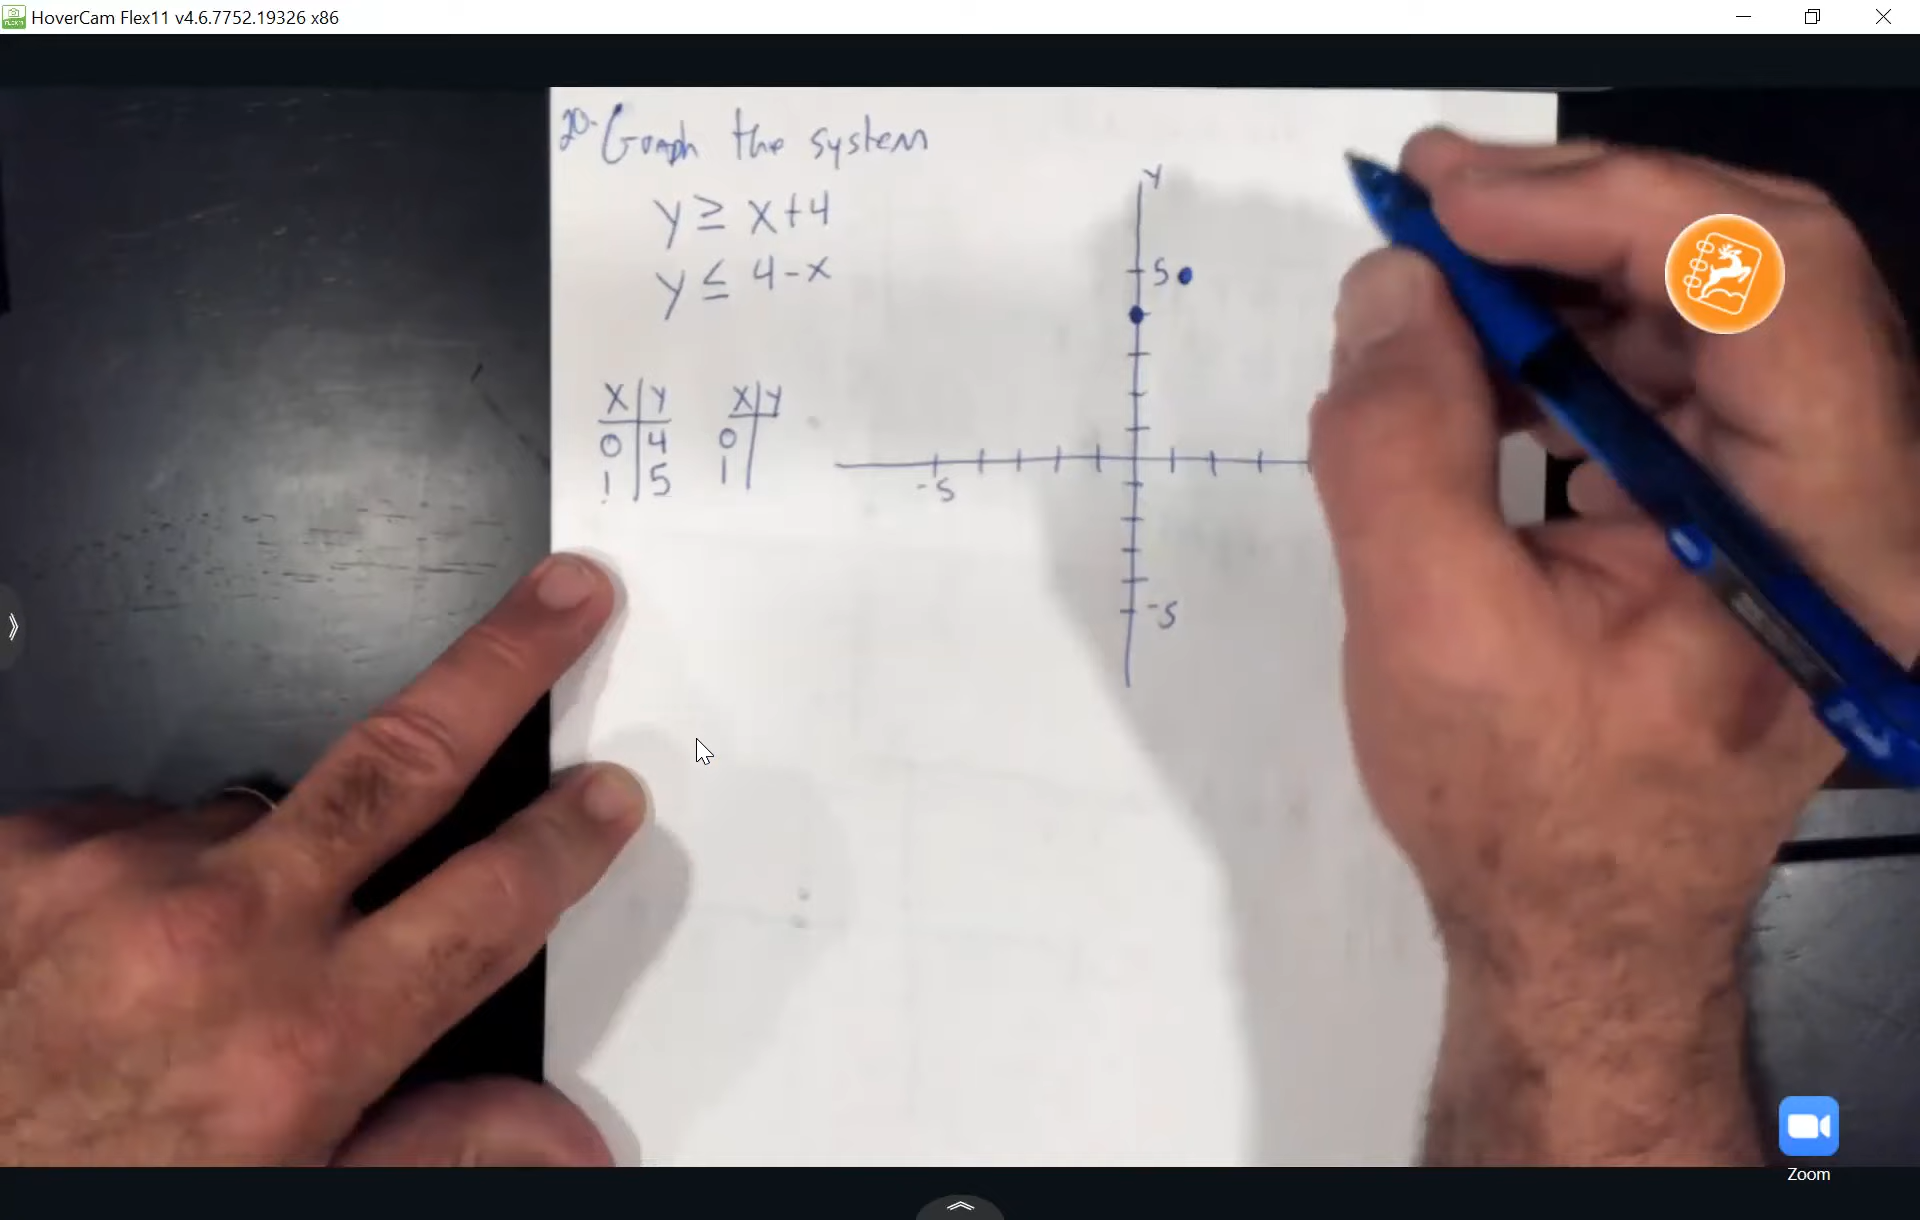 HoverCam Flex11 v4.6.7752.19326 x86
20. Graph the system
y ≥ x + 4
y ≤ 4 - x
X | Y
0 | 4
1 | 5
X | Y
0 |
1 |
Y
5
-5
-5
Zoom